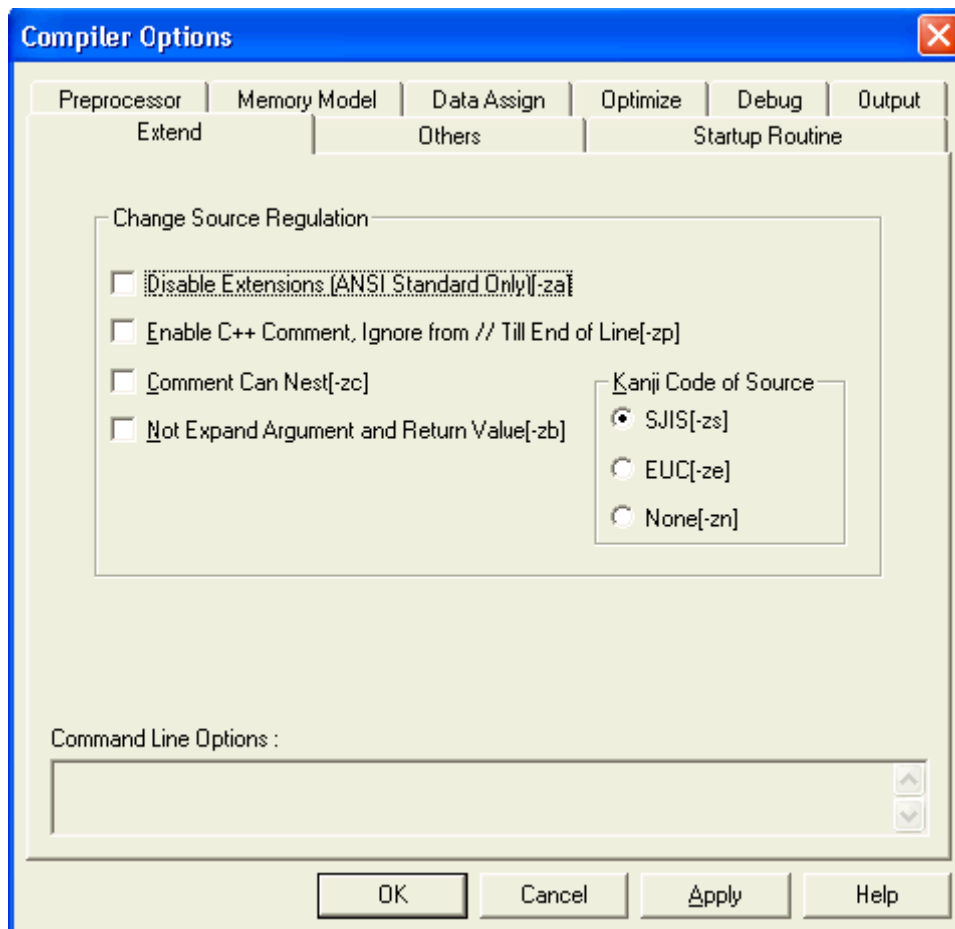 Compiler Options
Preprocessor Memory Model Data Assign Optimize Debug Output
Extend Others Startup Routine
Change Source Regulation
Disable Extensions (ANSI Standard Only)[-za]
Enable C++ Comment, Ignore from // Till End of Line[-zp]
Comment Can Nest[-zc]
Not Expand Argument and Return Value[-zb]
Kanji Code of Source
SJIS[-zs]
EUC[-ze]
None[-zn]
Command Line Options :
OK Cancel Apply Help